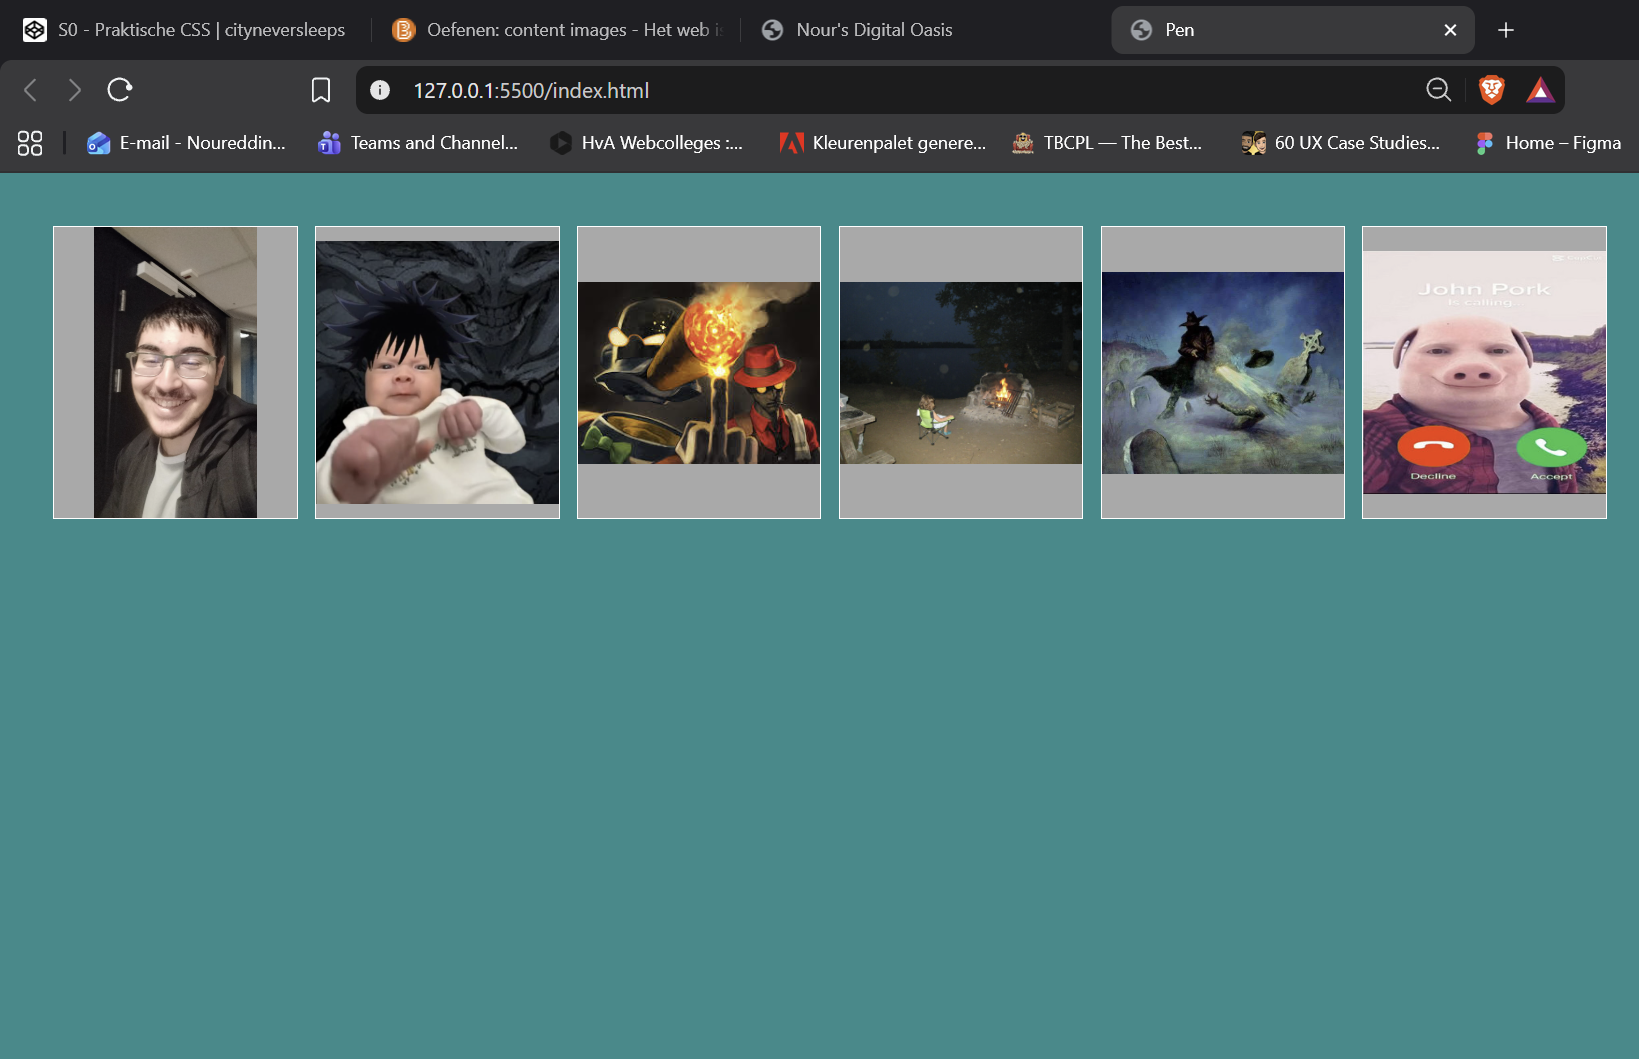 S0 - Praktische CSS | cityneversleeps
Oefenen: content images - Het web is
Nour's Digital Oasis
Pen
127.0.0.1:5500/index.html
E-mail - Noureddin...
Teams and Channel...
HvA Webcolleges :...
Kleurenpalet genere...
TBCPL — The Best...
60 UX Case Studies...
Home – Figma
John Pork
is calling...
Decline
Accept